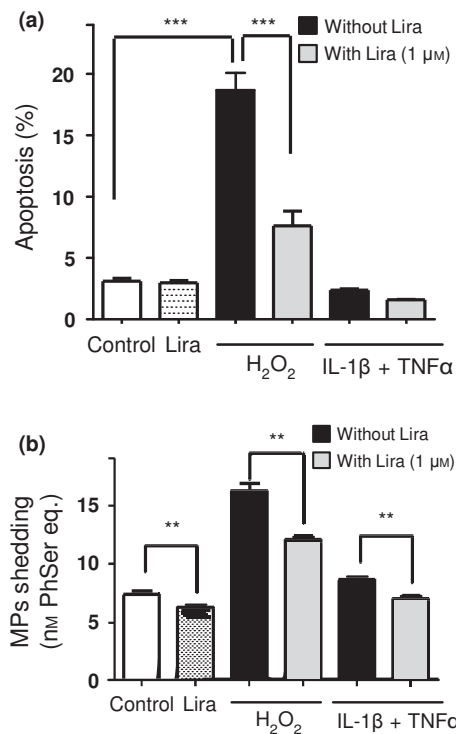 (a)
Without Lira
With Lira (1 µM)
*** ***
20
15
10
5
0
Apoptosis (%)
Control Lira
H₂O₂
IL-1β + TNFα
(b)
Without Lira
With Lira (1 µM)
**
**
**
15
10
5
0
MPs shedding
(nM PhSer eq.)
Control Lira
H₂O₂
IL-1β + TNFα